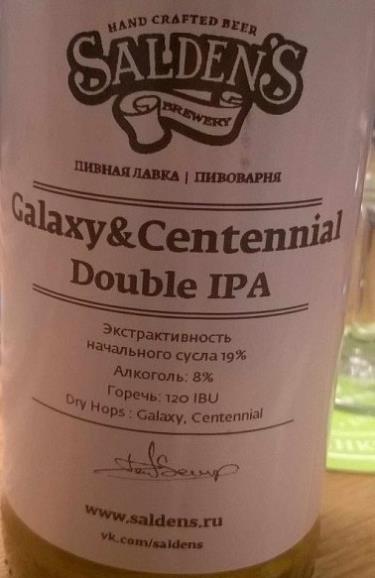 HAND CRAFTED BEER
SALDEN'S
BREWERY
ПИВНАЯ ЛАВКА | ПИВОВАРНЯ
Galaxy&Centennial
Double IPA
Экстрактивность
начального сусла 19%
Алкоголь: 8%
Горечь: 120 IBU
Dry Hops : Galaxy, Centennial
www.saldens.ru
vk.com/saldens